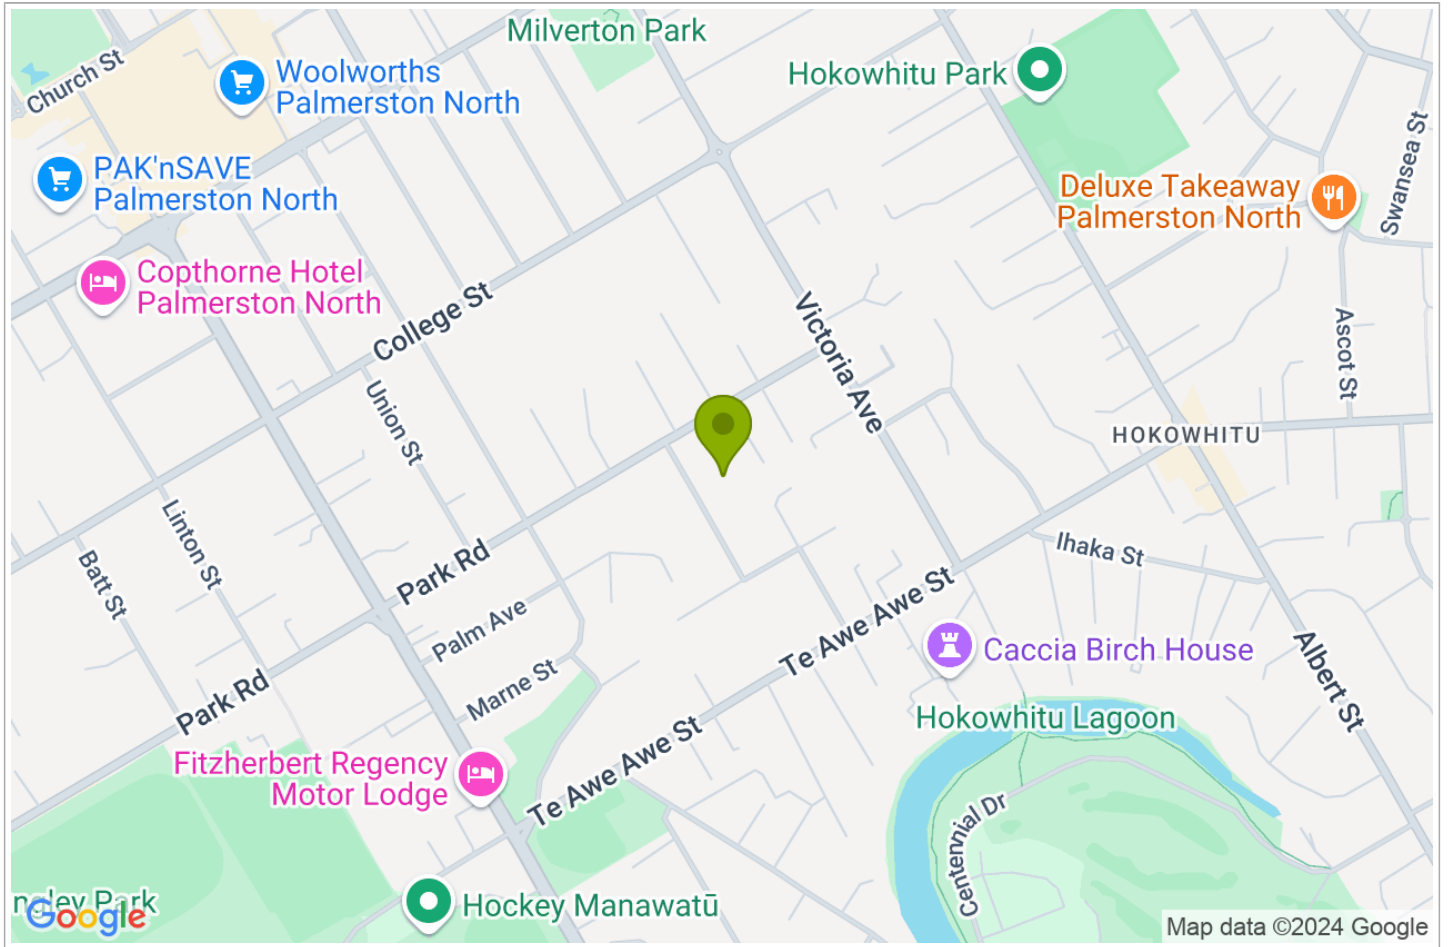 Milverton Park
Church St
Woolworths
Palmerston North
Hokowhitu Park
PAK'nSAVE
Palmerston North
Deluxe Takeaway
Palmerston North
Swansea St
Copthorne Hotel
Palmerston North
College St
Victoria Ave
Ascot St
Union St
HOKOWHITU
Linton St
Batt St
Park Rd
Ihaka St
Palm Ave
Te Awe Awe St
Caccia Birch House
Albert St
Marne St
Park Rd
Hokowhitu Lagoon
Te Awe Awe St
Fitzherbert Regency
Motor Lodge
Centennial Dr
ngley Park
Google
Hockey Manawatū
Map data ©2024 Google